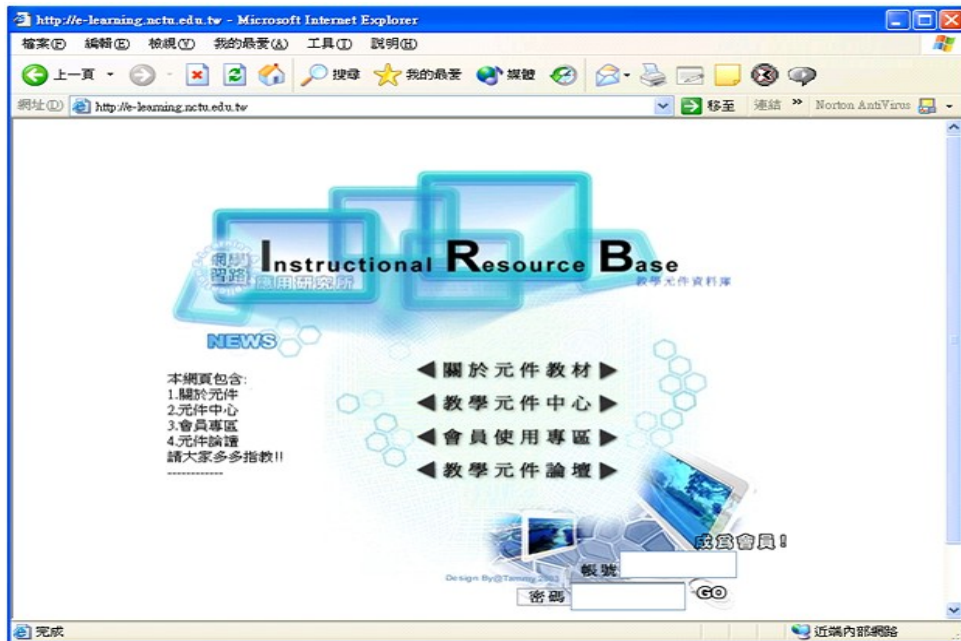 http://e-learning.nctu.edu.tw - Microsoft Internet Explorer
檔案(F) 編輯(E) 檢視(V) 我的最愛(A) 工具(T) 說明(H)
上一頁 搜尋 我的最愛 媒體
網址(D) http://e-learning.nctu.edu.tw 移至 連結 » Norton AntiVirus
Instructional Resource Base
網學
習路
應用研究所
教學元件資料庫
NEWS
本網頁包含:
1.關於元件
2.元件中心
3.會員專區
4.元件論壇
請大家多多指教!!
------------
◀關於元件教材▶
◀教學元件中心▶
◀會員使用專區▶
◀教學元件論壇▶
成為會員!
帳號
Design By@Tammy 2003
密碼 GO
完成 近端內部網路